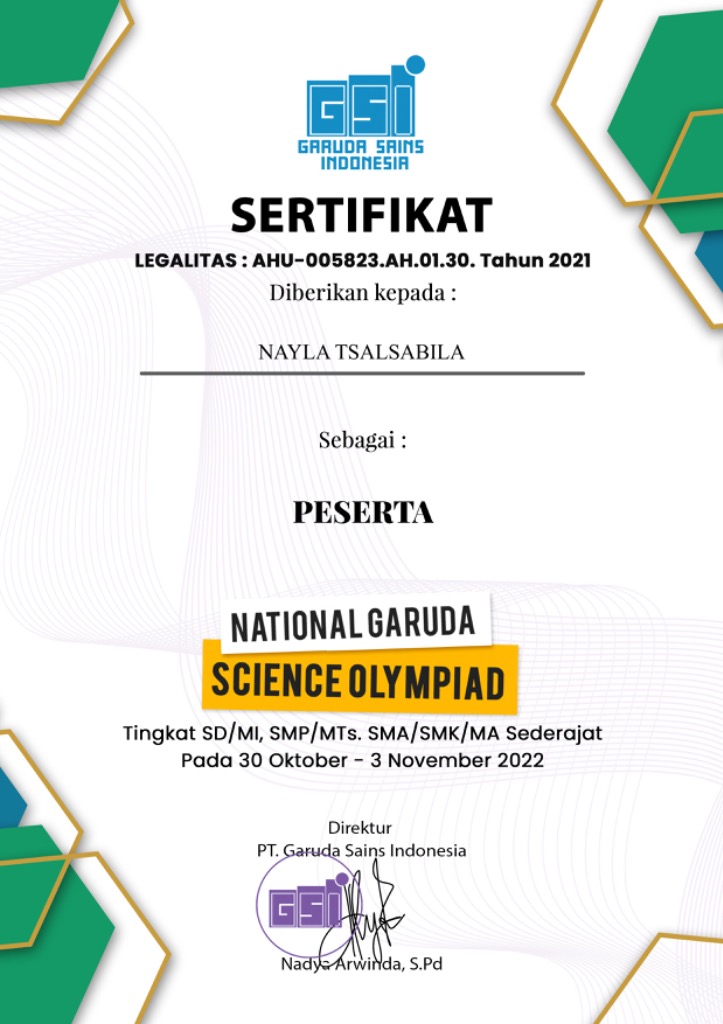 GSI
GARUDA SAINS
INDONESIA
SERTIFIKAT
LEGALITAS : AHU-005823.AH.01.30. Tahun 2021
Diberikan kepada :
NAYLA TSALSABILA
Sebagai :
PESERTA
NATIONAL GARUDA
SCIENCE OLYMPIAD
Tingkat SD/MI, SMP/MTs. SMA/SMK/MA Sederajat
Pada 30 Oktober - 3 November 2022
Direktur
PT. Garuda Sains Indonesia
GSI
Nadya Arwinda, S.Pd